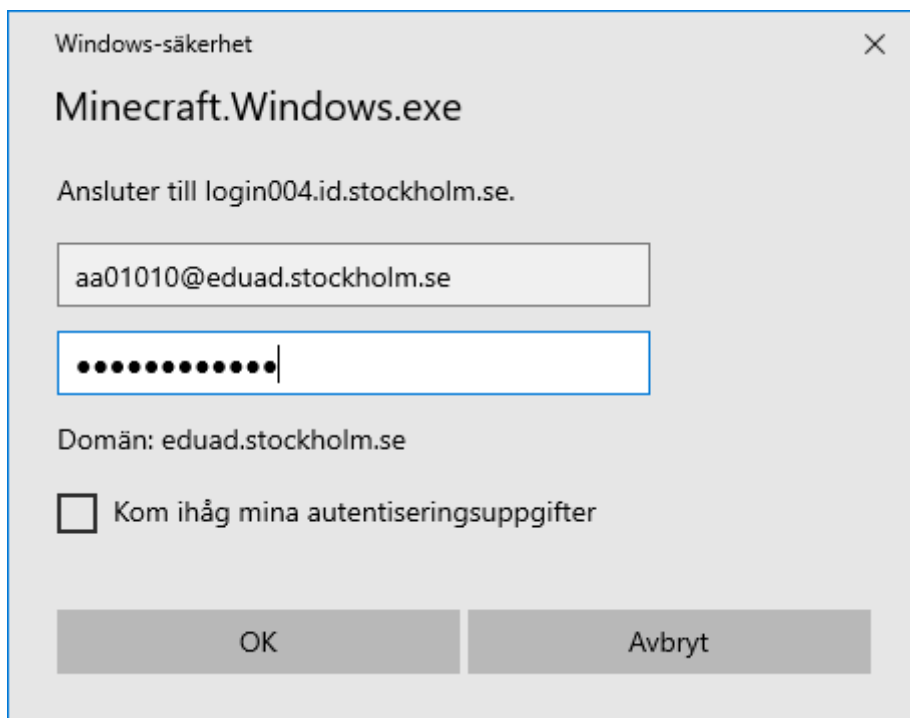 Windows-säkerhet
Minecraft.Windows.exe
Ansluter till login004.id.stockholm.se.
aa01010@eduad.stockholm.se
●●●●●●●●●●●●
Domän: eduad.stockholm.se
Kom ihåg mina autentiseringsuppgifter
OK
Avbryt